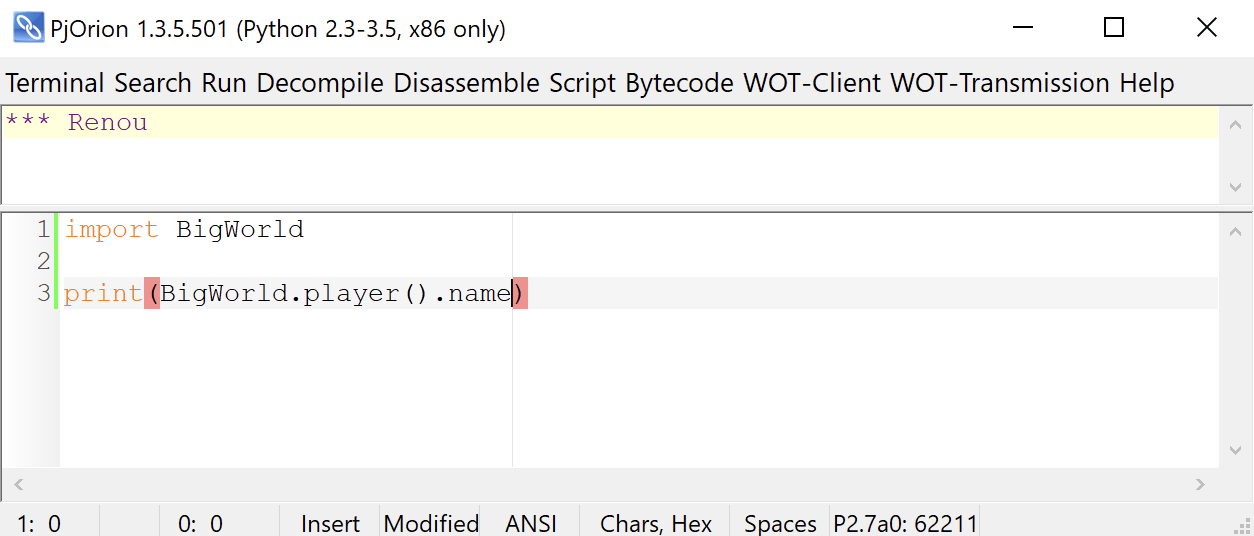 PjOrion 1.3.5.501 (Python 2.3-3.5, x86 only)
Terminal Search Run Decompile Disassemble Script Bytecode WOT-Client WOT-Transmission Help
*** Renou
1 import BigWorld
2
3 print(BigWorld.player().name)
1: 0 0: 0 Insert Modified ANSI Chars, Hex Spaces P2.7a0: 62211